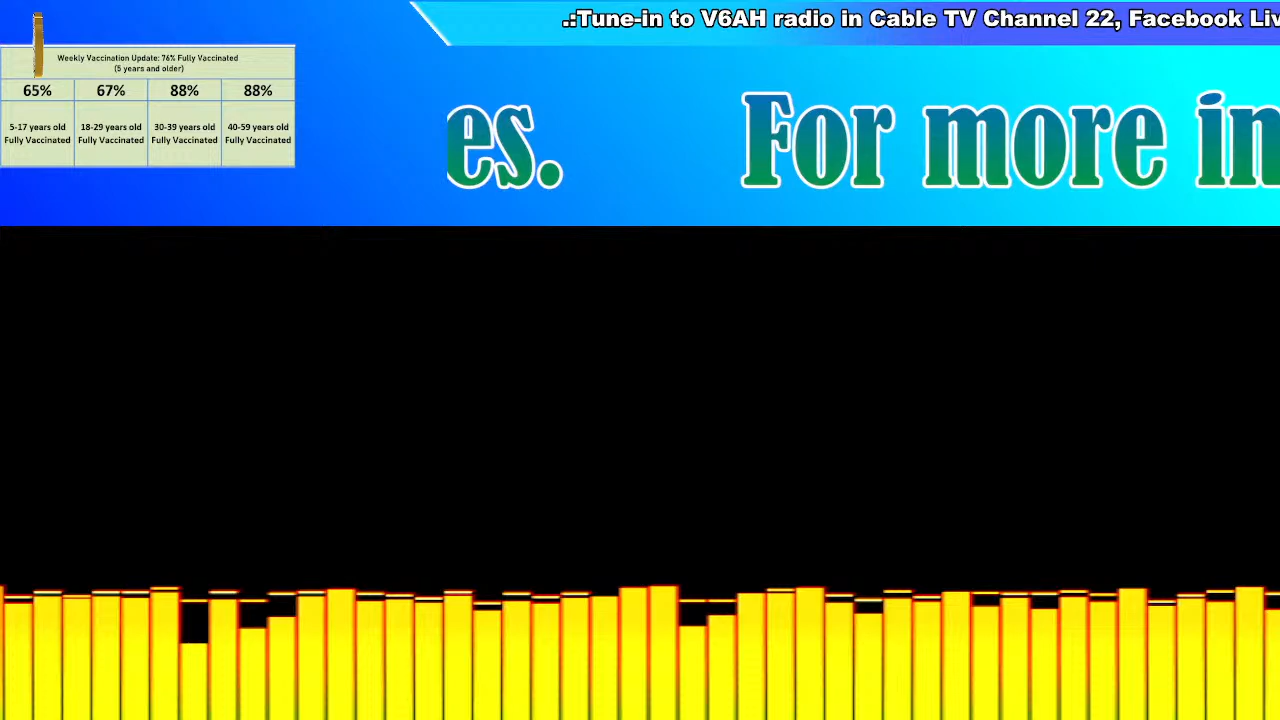 .:Tune-in to V6AH radio in Cable TV Channel 22, Facebook Liv
Weekly Vaccination Update: 76% Fully Vaccinated
(5 years and older)
65% 67% 88% 88%
5-17 years old 18-29 years old 30-39 years old 40-59 years old
Fully Vaccinated Fully Vaccinated Fully Vaccinated Fully Vaccinated
es. For more in